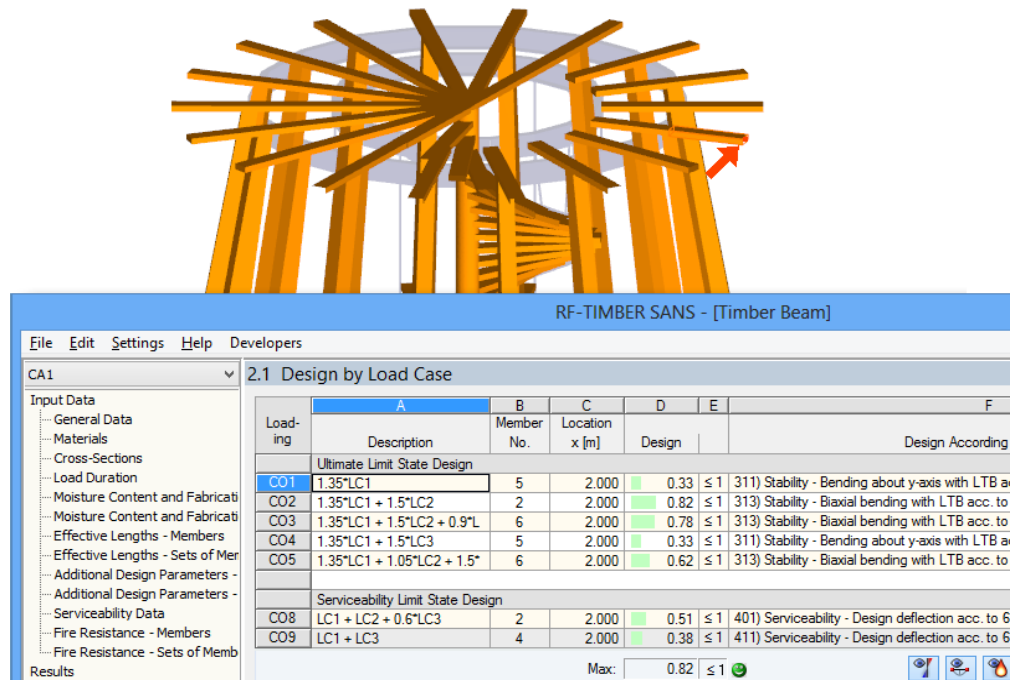 RF-TIMBER SANS - [Timber Beam]
File Edit Settings Help Developers
CA1
2.1 Design by Load Case
Input Data
General Data
Materials
Cross-Sections
Load Duration
Moisture Content and Fabricati
Moisture Content and Fabricati
Effective Lengths - Members
Effective Lengths - Sets of Mer
Additional Design Parameters -
Additional Design Parameters -
Serviceability Data
Fire Resistance - Members
Fire Resistance - Sets of Memb
Results
A B C D E F
Load- Member Location
ing Description No. x [m] Design Design According
Ultimate Limit State Design
CO1 1.35*LC1 5 2.000 0.33 ≤ 1 311) Stability - Bending about y-axis with LTB a
CO2 1.35*LC1 + 1.5*LC2 2 2.000 0.82 ≤ 1 313) Stability - Biaxial bending with LTB acc. to
CO3 1.35*LC1 + 1.5*LC2 + 0.9*L 6 2.000 0.78 ≤ 1 313) Stability - Biaxial bending with LTB acc. to
CO4 1.35*LC1 + 1.5*LC3 5 2.000 0.33 ≤ 1 311) Stability - Bending about y-axis with LTB a
CO5 1.35*LC1 + 1.05*LC2 + 1.5* 6 2.000 0.62 ≤ 1 313) Stability - Biaxial bending with LTB acc. to
Serviceability Limit State Design
CO8 LC1 + LC2 + 0.6*LC3 2 2.000 0.51 ≤ 1 401) Serviceability - Design deflection acc. to 6
CO9 LC1 + LC3 4 2.000 0.38 ≤ 1 411) Serviceability - Design deflection acc. to 6
Max: 0.82 ≤ 1